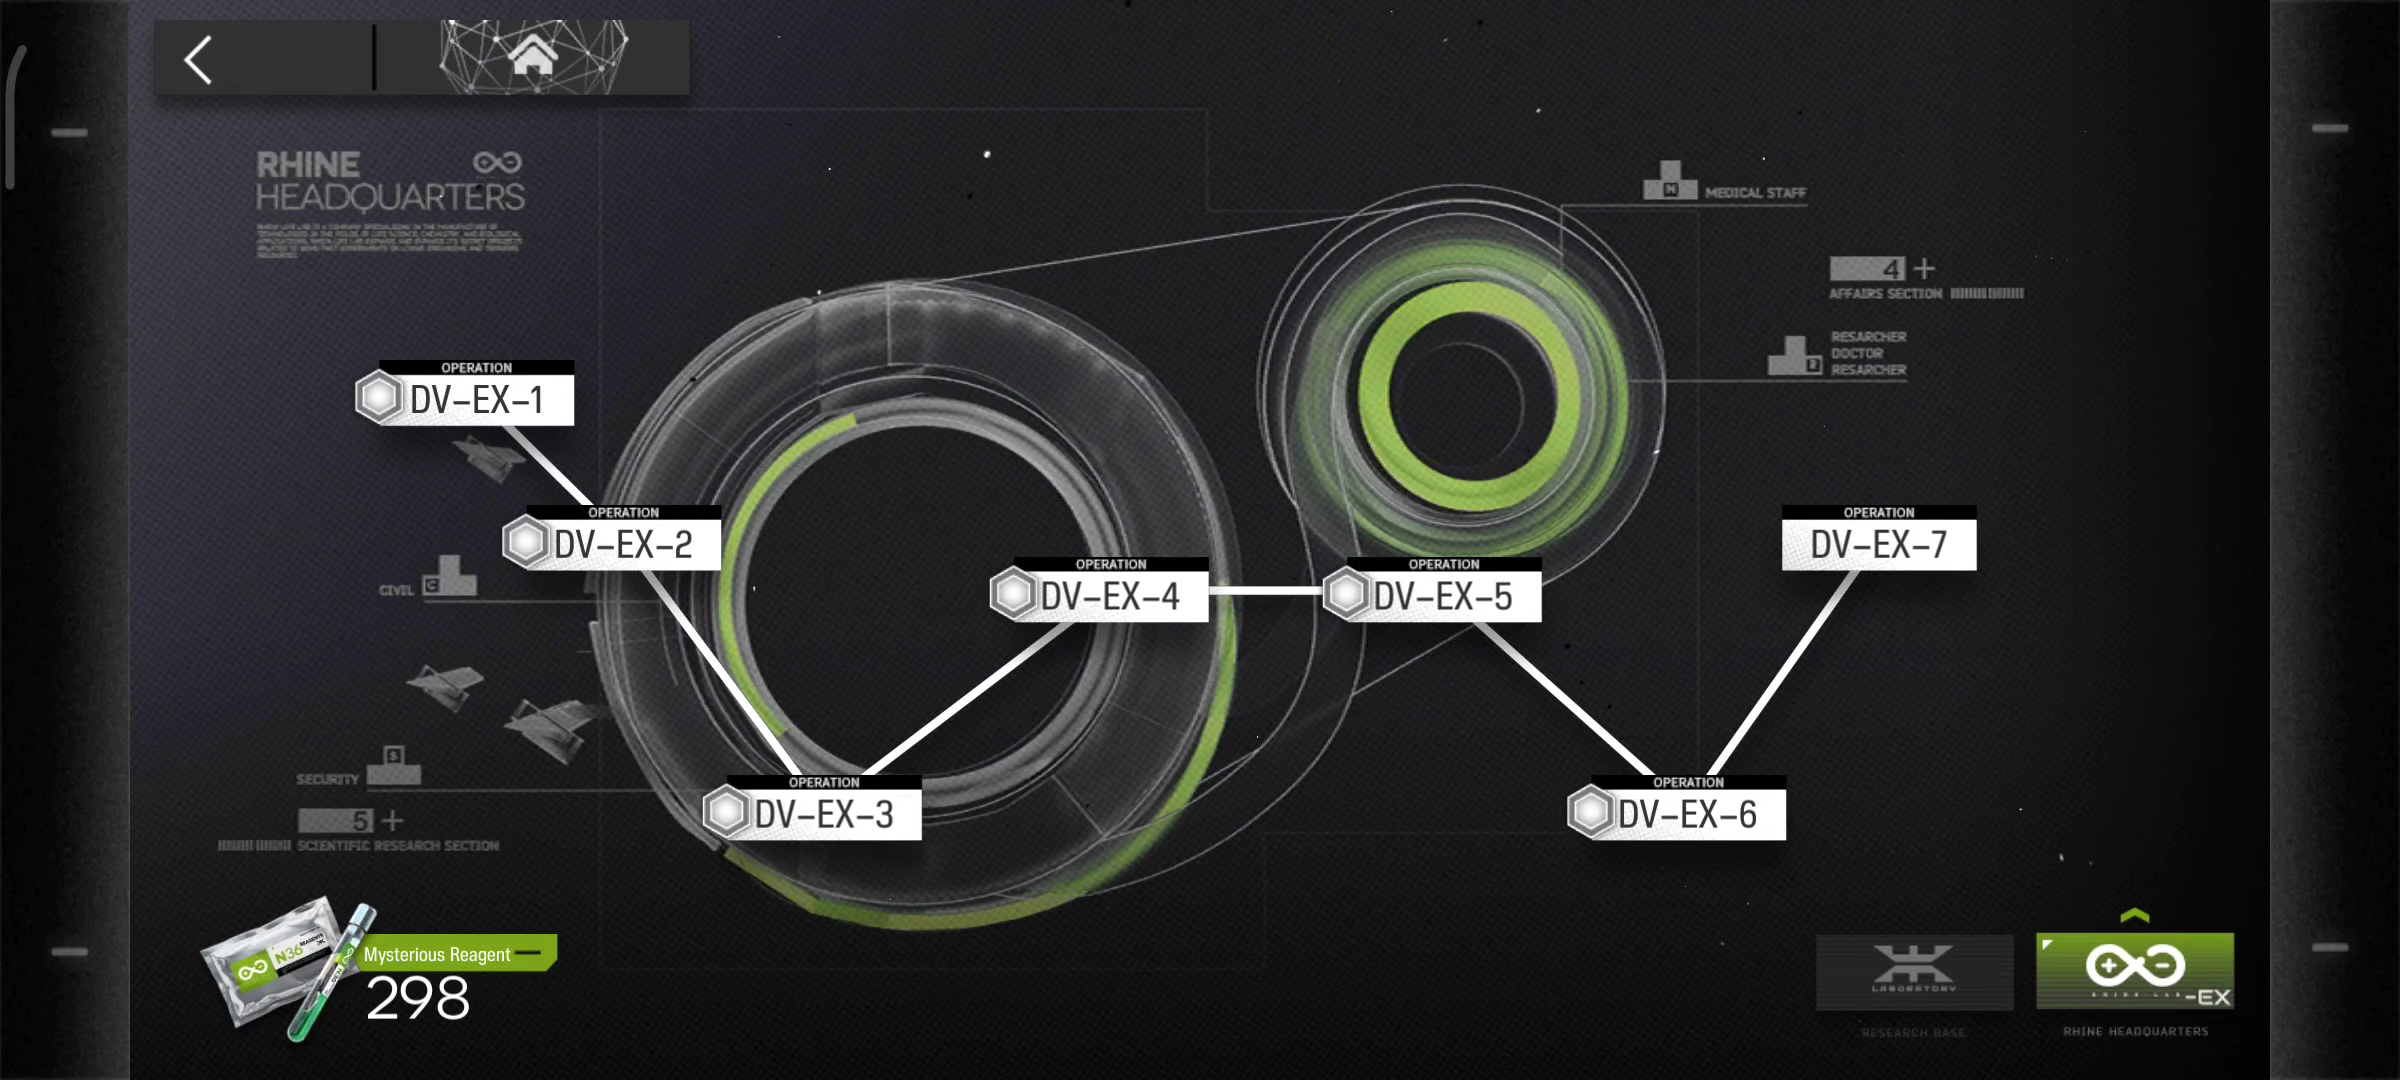 RHINE
HEADQUARTERS
MEDICAL STAFF
N
4 +
AFFAIRS SECTION
RESARCHER
DOCTOR
RESARCHER
OPERATION
DV-EX-1
OPERATION
DV-EX-2
OPERATION
DV-EX-7
OPERATION
DV-EX-4
OPERATION
DV-EX-5
CIVIL
C
S
SECURITY
OPERATION
DV-EX-3
OPERATION
DV-EX-6
5 +
SCIENTIFIC RESEARCH SECTION
N36
Mysterious Reagent
298
LABORATORY
RESEARCH BASE
-EX
RHINE HEADQUARTERS